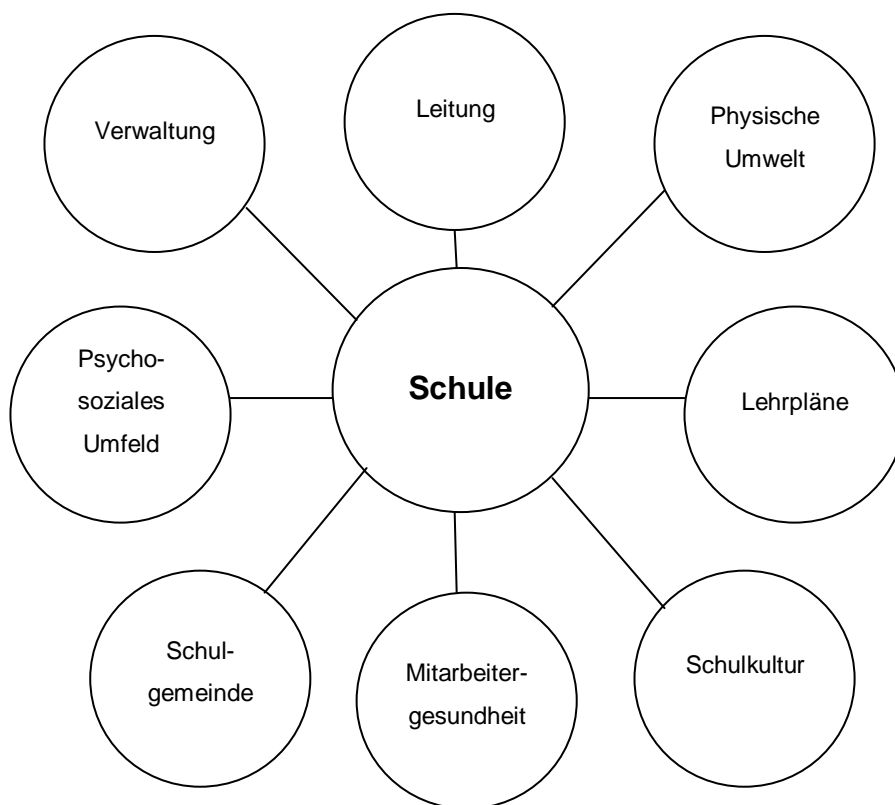 Verwaltung
Leitung
Physische
Umwelt
Psycho-
soziales
Umfeld
Schule
Lehrpläne
Schul-
gemeinde
Mitarbeiter-
gesundheit
Schulkultur